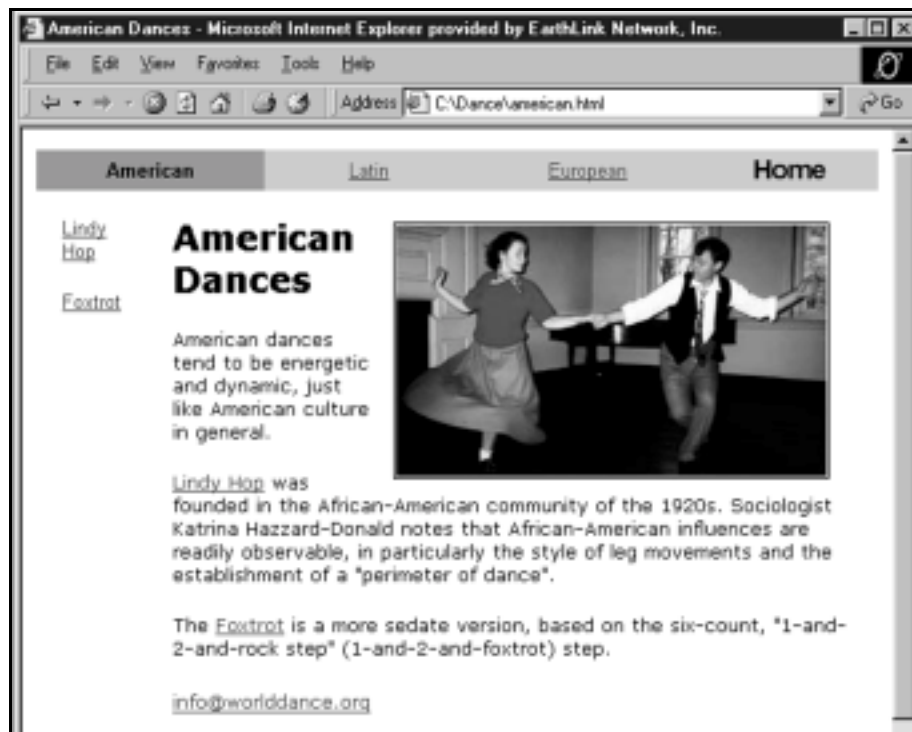 American Dances - Microsoft Internet Explorer provided by EarthLink Network, Inc.
File Edit View Favorites Tools Help
Address C:\Dance\american.html Go
American Latin European Home
Lindy
Hop
Foxtrot
American
Dances
American dances
tend to be energetic
and dynamic, just
like American culture
in general.
Lindy Hop was
founded in the African-American community of the 1920s. Sociologist
Katrina Hazzard-Donald notes that African-American influences are
readily observable, in particularly the style of leg movements and the
establishment of a "perimeter of dance".
The Foxtrot is a more sedate version, based on the six-count, "1-and-
2-and-rock step" (1-and-2-and-foxtrot) step.
info@worlddance.org